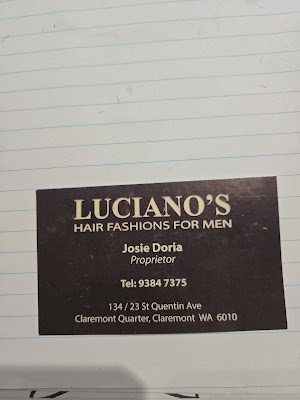 LUCIANO'S
HAIR FASHIONS FOR MEN
Josie Doria
Proprietor
Tel: 9384 7375
134 / 23 St Quentin Ave
Claremont Quarter, Claremont WA 6010